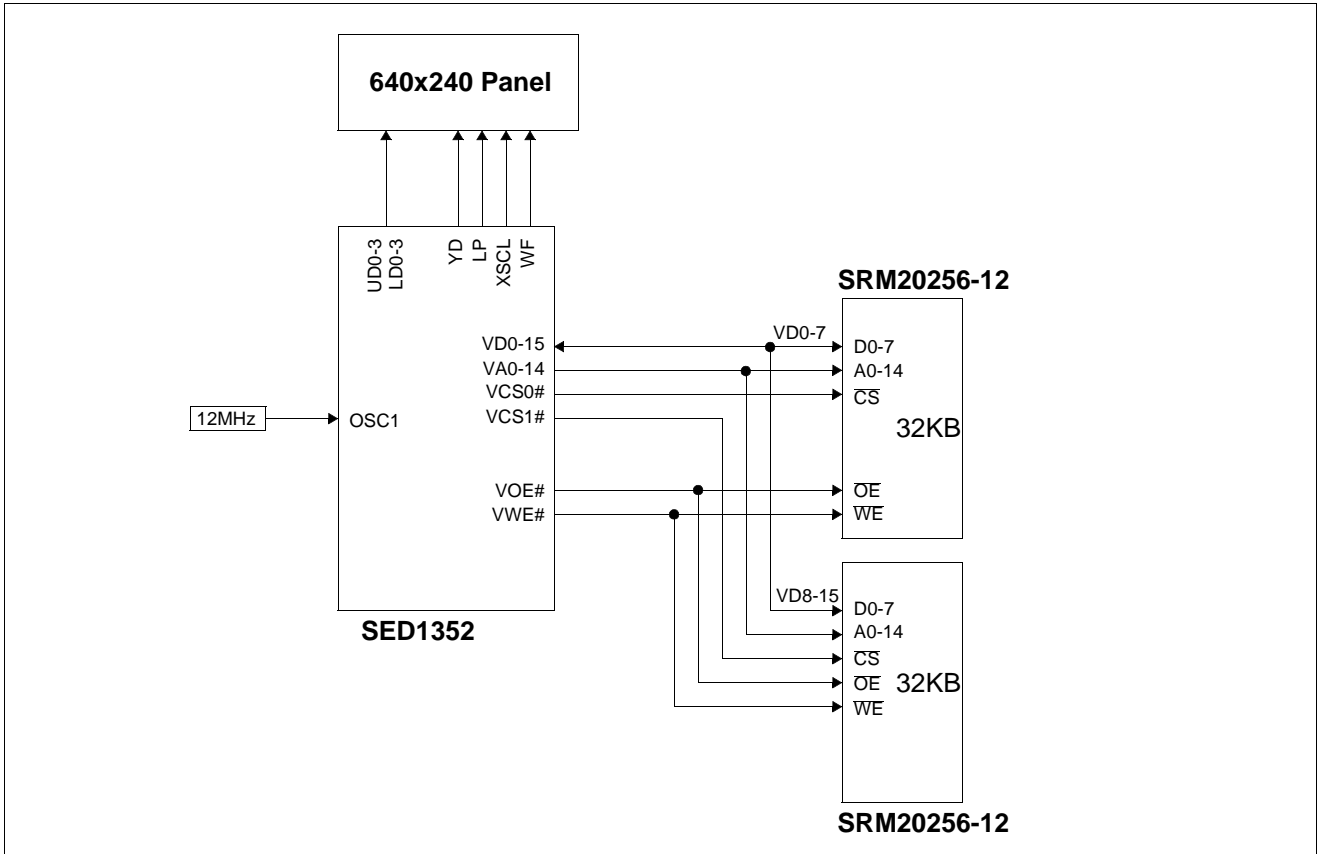 640x240 Panel
UD0-3
LD0-3
YD
LP
XSCL
WF
SRM20256-12
VD0-15
VA0-14
VCS0#
VCS1#
VOE#
VWE#
12MHz
OSC1
SED1352
VD0-7
D0-7
A0-14
CS
32KB
OE
WE
VD8-15
D0-7
A0-14
CS
OE
32KB
WE
SRM20256-12